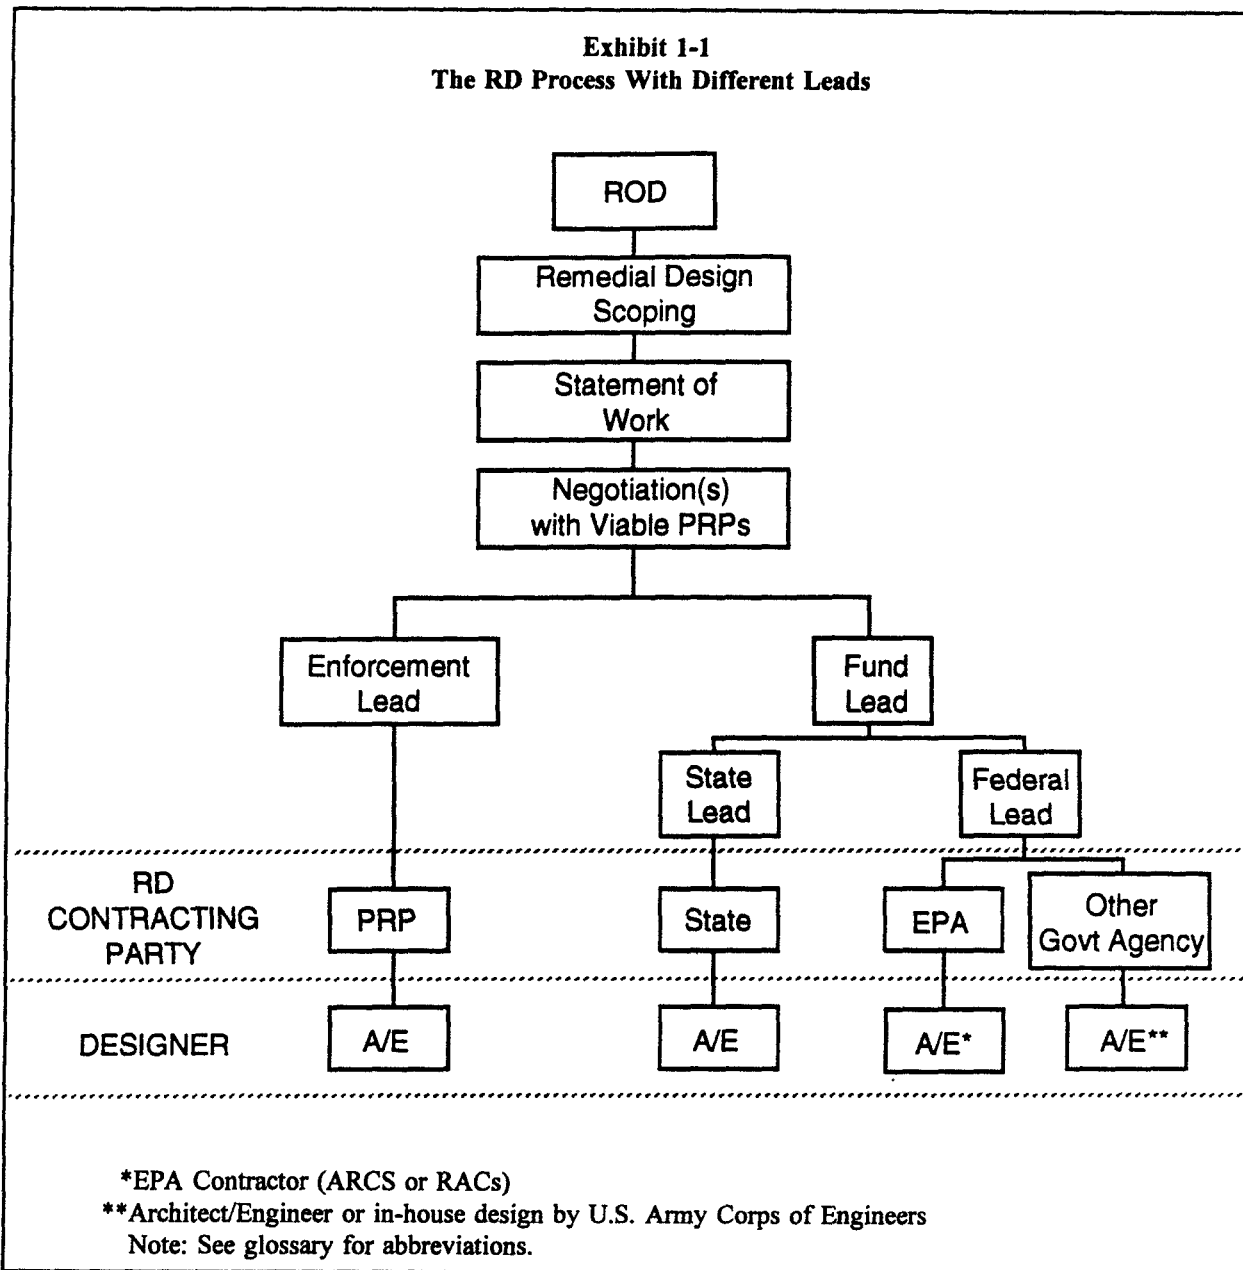 Exhibit 1-1
The RD Process With Different Leads
ROD
Remedial Design
Scoping
Statement of
Work
Negotiation(s)
with Viable PRPs
Enforcement
Lead
Fund
Lead
State
Lead
Federal
Lead
RD
CONTRACTING
PARTY
PRP
State
EPA
Other
Govt Agency
DESIGNER
A/E
A/E
A/E*
A/E**
*EPA Contractor (ARCS or RACs)
**Architect/Engineer or in-house design by U.S. Army Corps of Engineers
Note: See glossary for abbreviations.